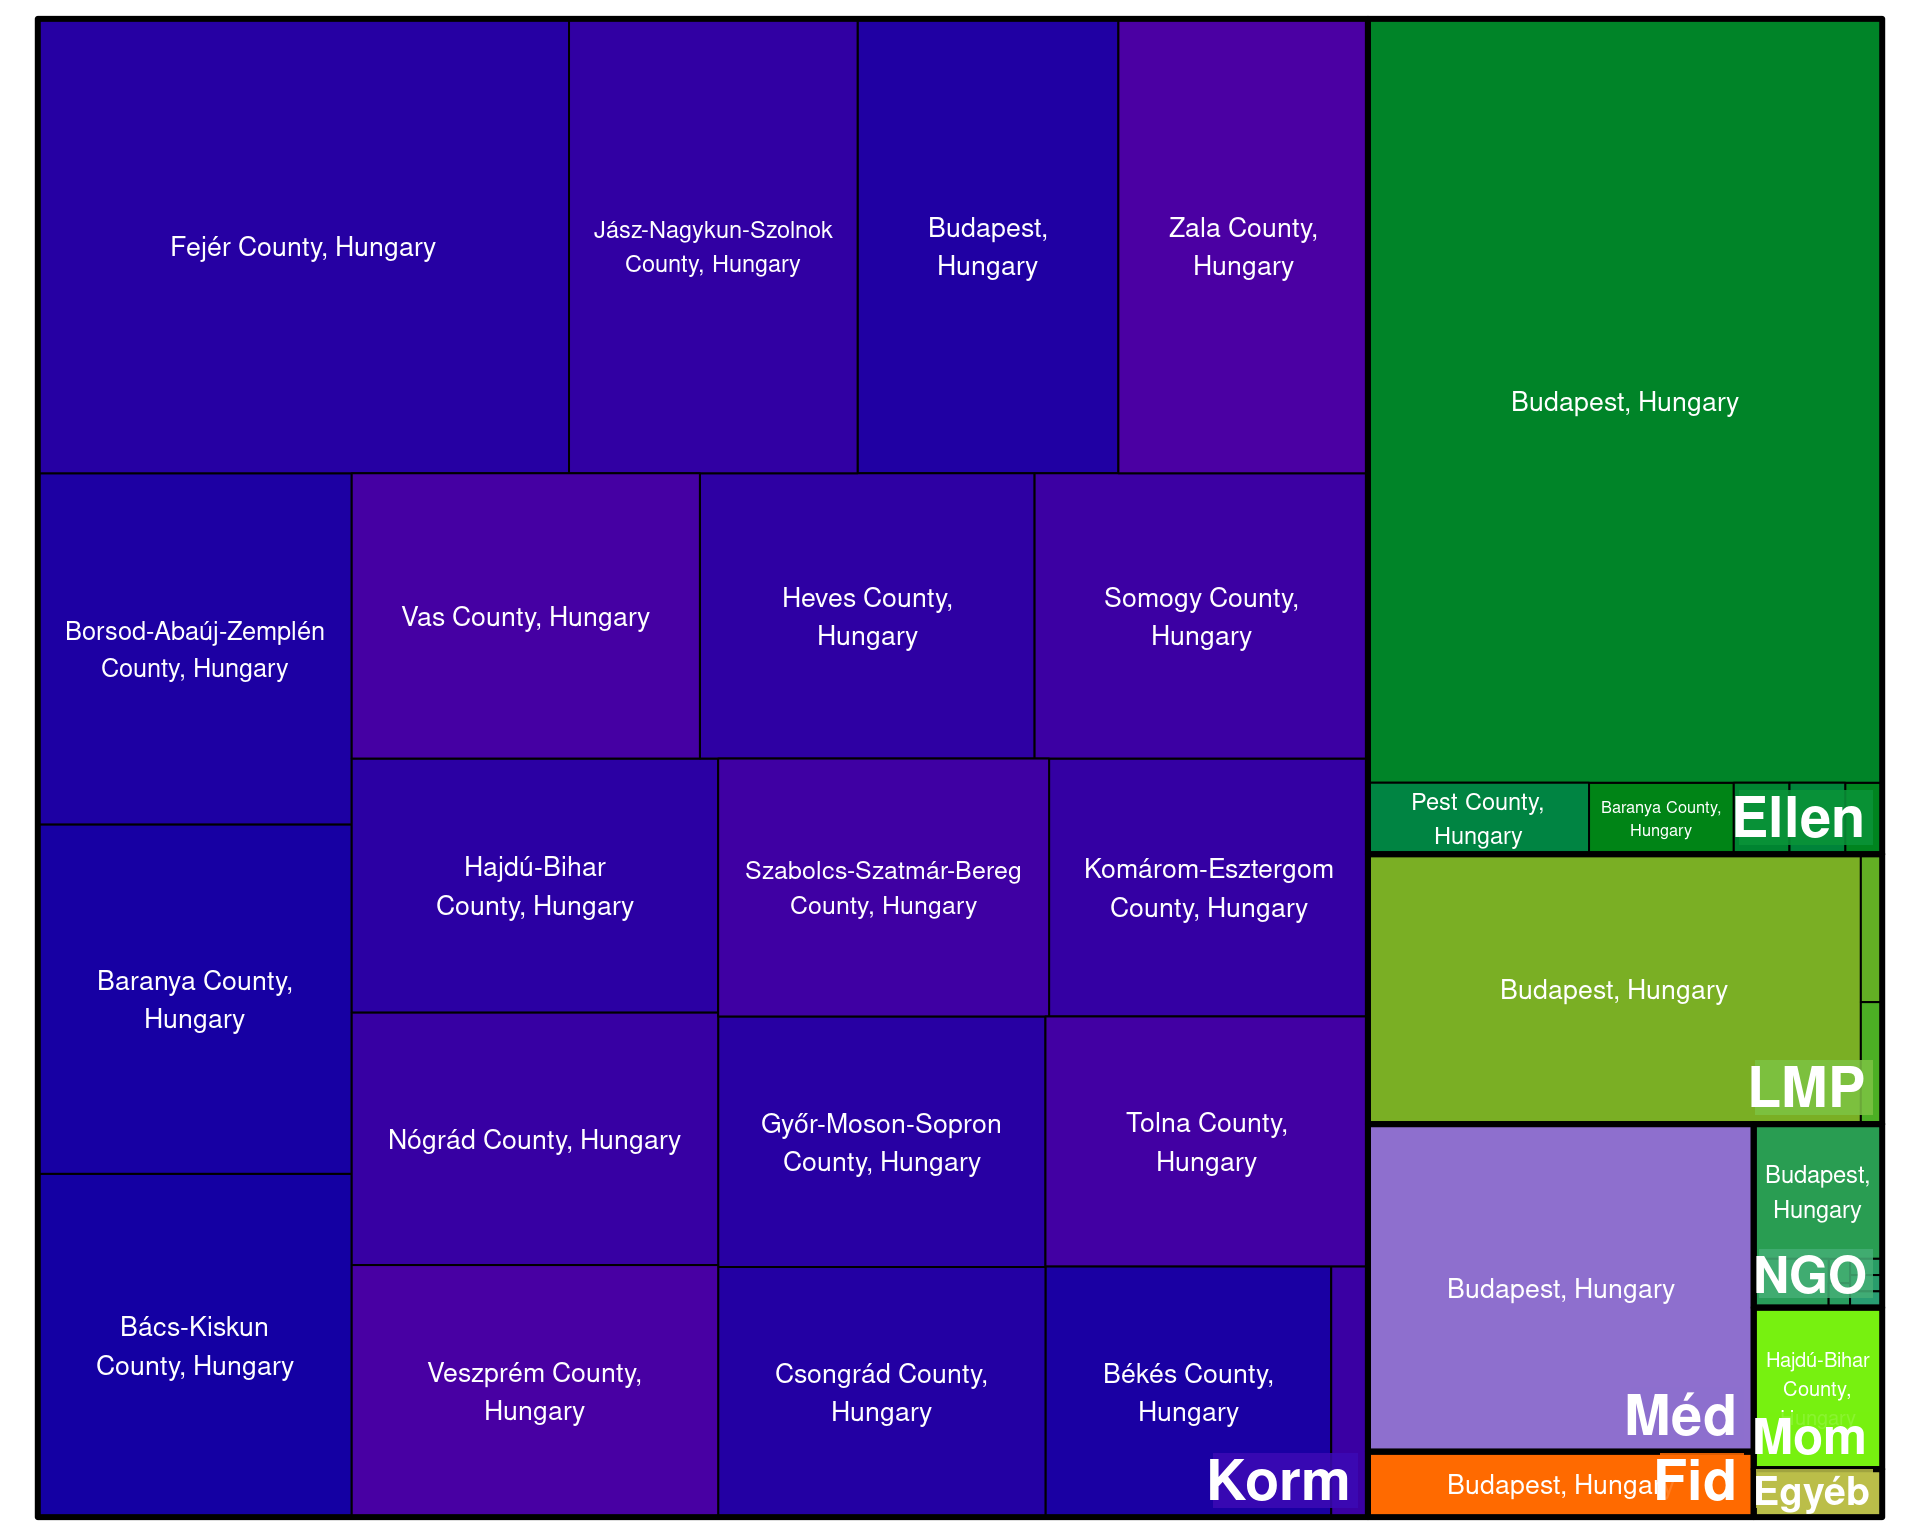 Fejér County, Hungary
Jász-Nagykun-Szolnok
County, Hungary
Budapest,
Hungary
Zala County,
Hungary
Borsod-Abaúj-Zemplén
County, Hungary
Vas County, Hungary
Heves County,
Hungary
Somogy County,
Hungary
Baranya County,
Hungary
Hajdú-Bihar
County, Hungary
Szabolcs-Szatmár-Bereg
County, Hungary
Komárom-Esztergom
County, Hungary
Nógrád County, Hungary
Győr-Moson-Sopron
County, Hungary
Tolna County,
Hungary
Bács-Kiskun
County, Hungary
Veszprém County,
Hungary
Csongrád County,
Hungary
Békés County,
Hungary
Korm
Budapest, Hungary
Pest County,
Hungary
Baranya County,
Hungary
Ellen
Budapest, Hungary
LMP
Budapest, Hungary
Méd
Budapest,
Hungary
NGO
Hajdú-Bihar
County,
Hungary
Mom
Budapest, Hungary
Fid
Egyéb